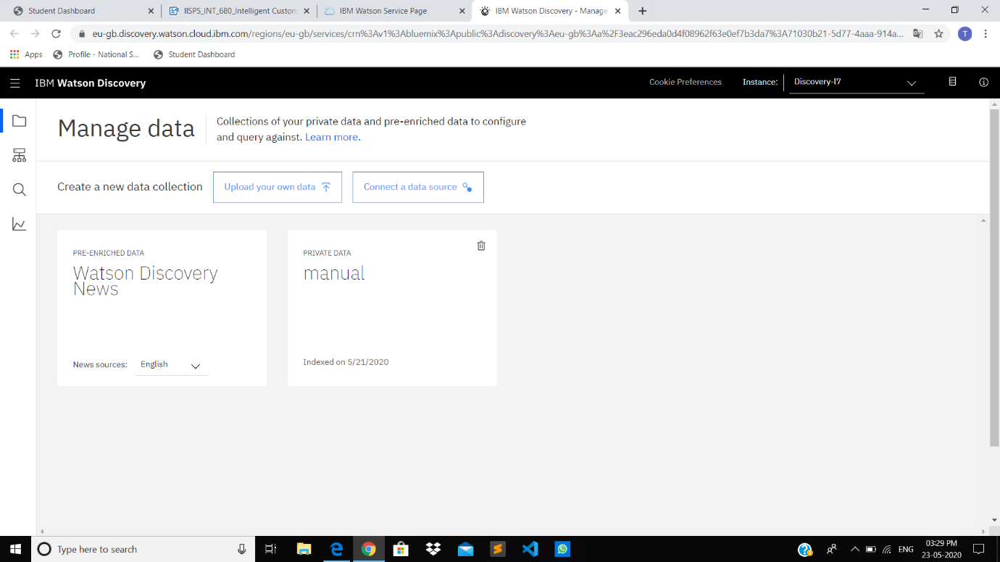 Student Dashboard
IISPS_INT_680_Intelligent Custom
IBM Watson Service Page
IBM Watson Discovery - Manage
eu-gb.discovery.watson.cloud.ibm.com/regions/eu-gb/services/crn%3Av1%3Abluemix%3Apublic%3Adiscovery%3Aeu-gb%3Aa%2F3eac296eda0d4f08962f63e0ef7b3da7%3A71030b21-5d77-4aaa-914a...
T
Apps
Profile - National S...
Student Dashboard
IBM Watson Discovery
Cookie Preferences
Instance:
Discovery-l7
Manage data
Collections of your private data and pre-enriched data to configure
and query against. Learn more.
Create a new data collection
Upload your own data
Connect a data source
PRE-ENRICHED DATA
Watson Discovery
News
News sources:
English
PRIVATE DATA
manual
Indexed on 5/21/2020
Type here to search
ENG
03:29 PM
23-05-2020